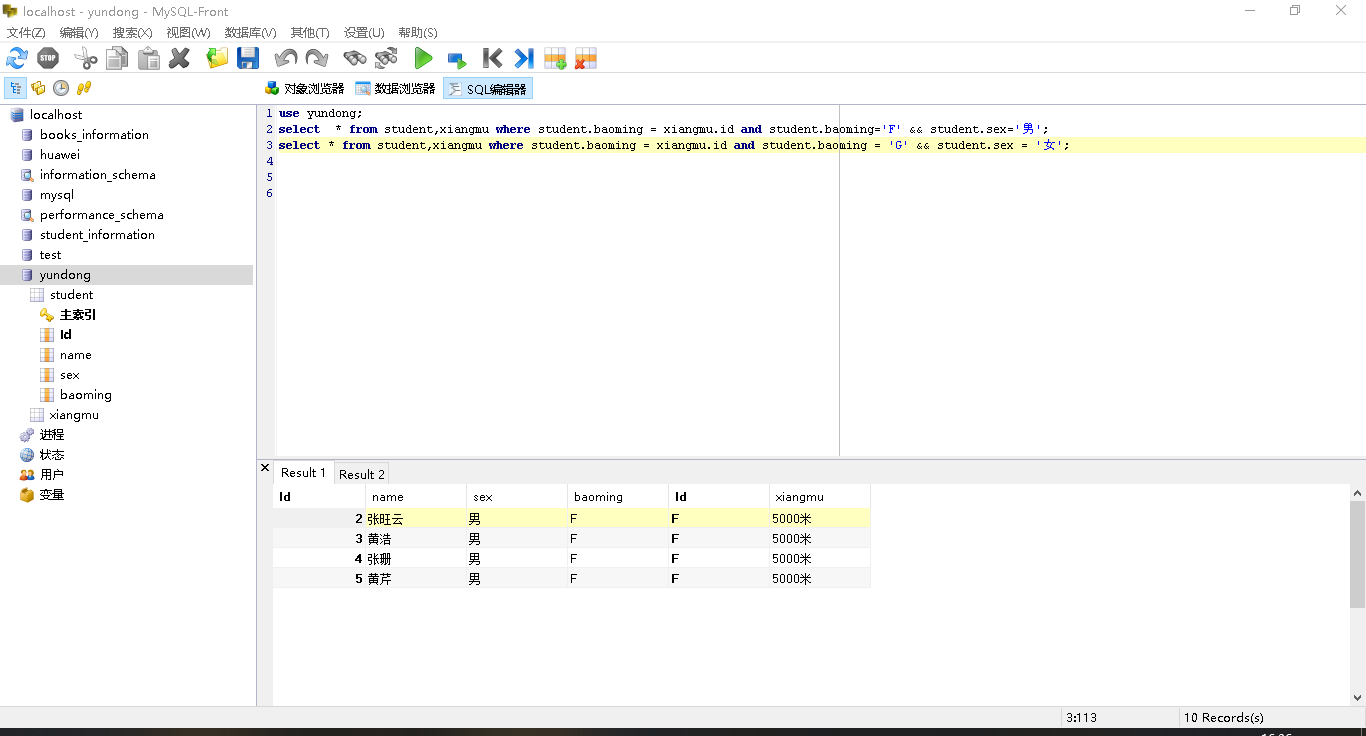 localhost - yundong - MySQL-Front
文件(Z) 编辑(Y) 搜索(X) 视图(W) 数据库(V) 其他(T) 设置(U) 帮助(S)
STOP
对象浏览器 数据浏览器 SQL编辑器
localhost
books_information
huawei
information_schema
mysql
performance_schema
student_information
test
yundong
student
主索引
Id
name
sex
baoming
xiangmu
进程
状态
用户
变量
1 use yundong;
2 select  * from student,xiangmu where student.baoming = xiangmu.id and student.baoming='F' && student.sex='男';
3 select * from student,xiangmu where student.baoming = xiangmu.id and student.baoming = 'G' && student.sex = '女';
4
5
6
Result 1 Result 2
Id name sex baoming Id xiangmu
2 张旺云 男 F F 5000米
3 黄浩 男 F F 5000米
4 张珊 男 F F 5000米
5 黄芹 男 F F 5000米
3:113 10 Records(s)